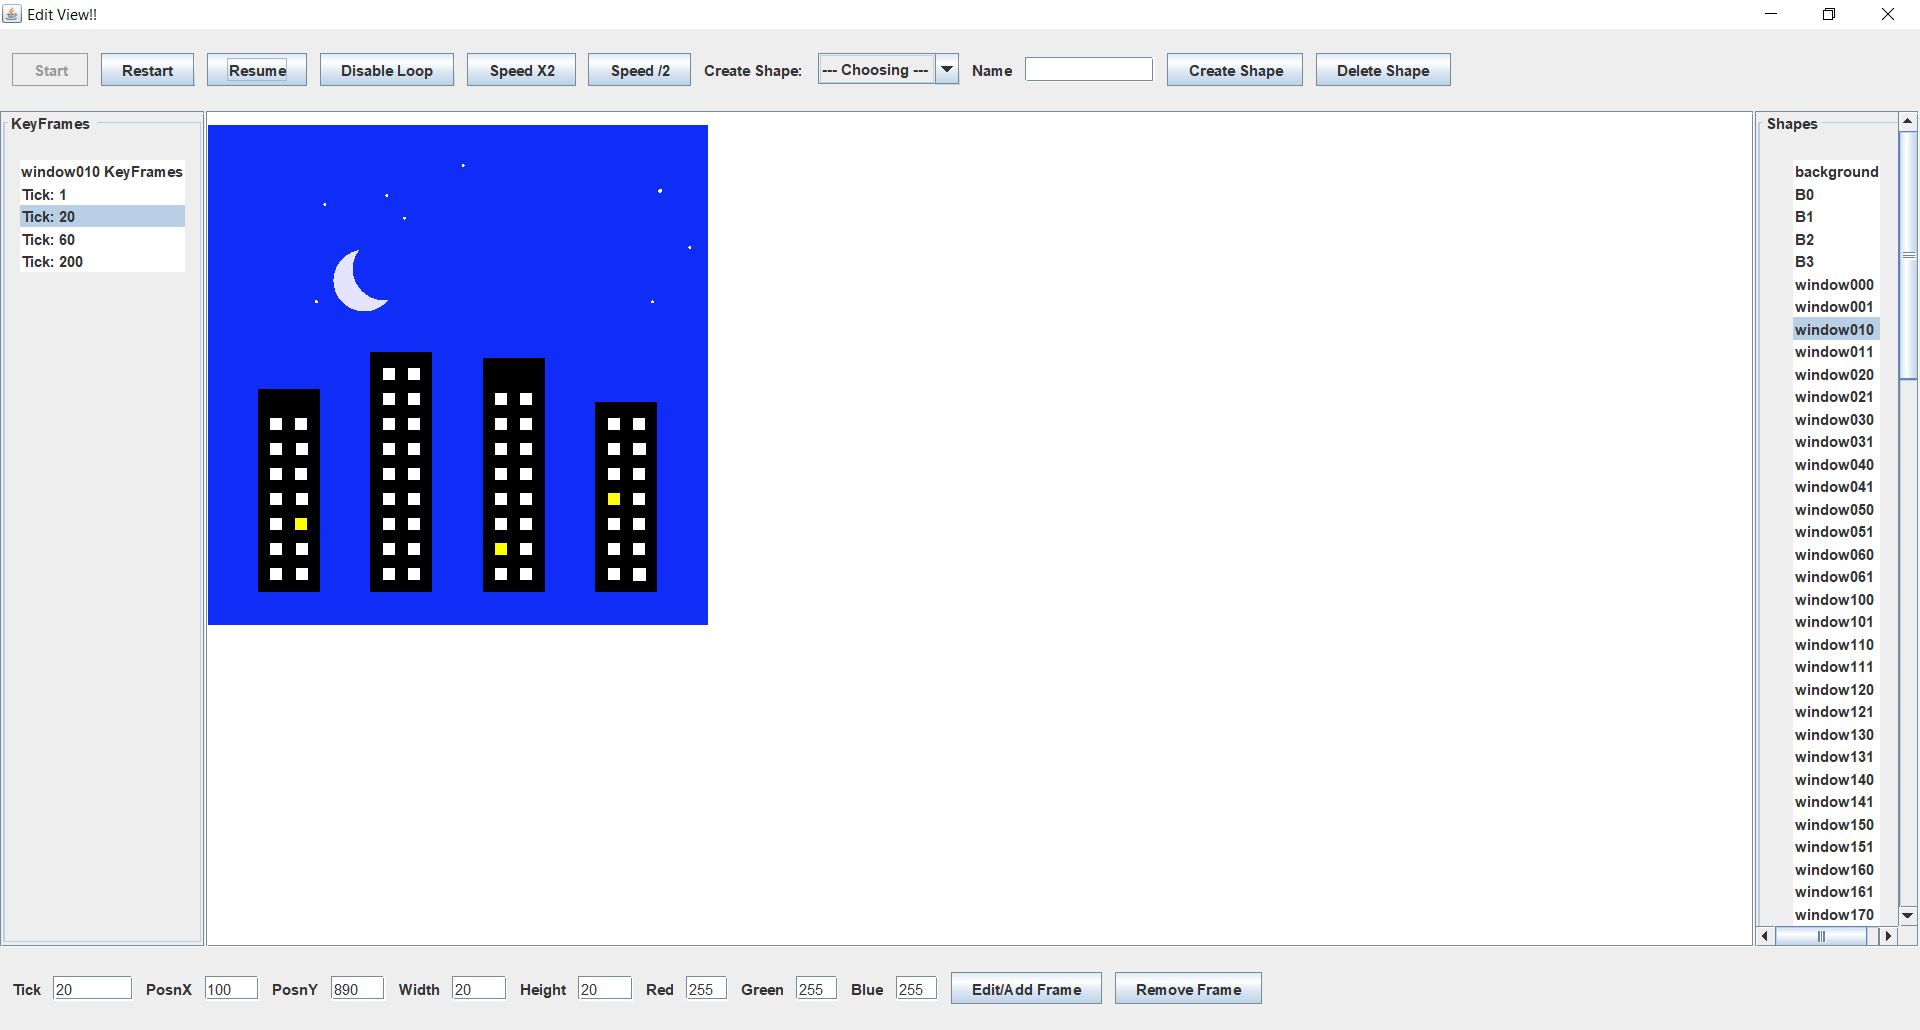 Edit View!!
Start Restart Resume Disable Loop Speed X2 Speed /2 Create Shape: --- Choosing --- Name Create Shape Delete Shape
KeyFrames
window010 KeyFrames
Tick: 1
Tick: 20
Tick: 60
Tick: 200
Shapes
background
B0
B1
B2
B3
window000
window001
window010
window011
window020
window021
window030
window031
window040
window041
window050
window051
window060
window061
window100
window101
window110
window111
window120
window121
window130
window131
window140
window141
window150
window151
window160
window161
window170
Tick 20 PosnX 100 PosnY 890 Width 20 Height 20 Red 255 Green 255 Blue 255 Edit/Add Frame Remove Frame